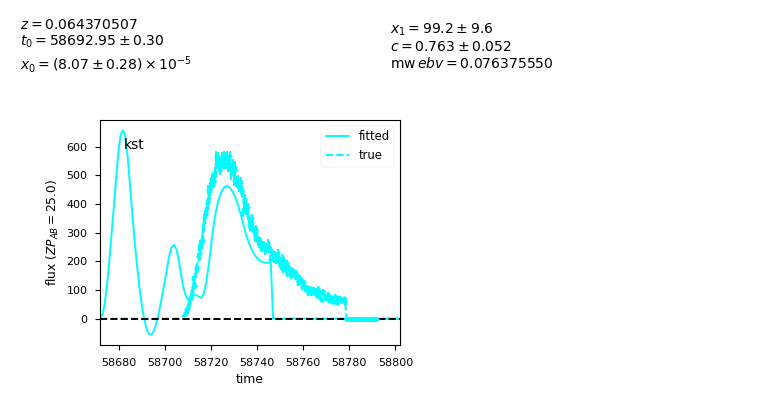 z = 0.064370507
t₀ = 58692.95 ± 0.30
x₀ = (8.07 ± 0.28) × 10⁻⁵
x₁ = 99.2 ± 9.6
c = 0.763 ± 0.052
mw ebv = 0.076375550
kst
fitted
true
600
500
400
300
200
100
0
flux (ZP_AB = 25.0)
58680 58700 58720 58740 58760 58780 58800
time